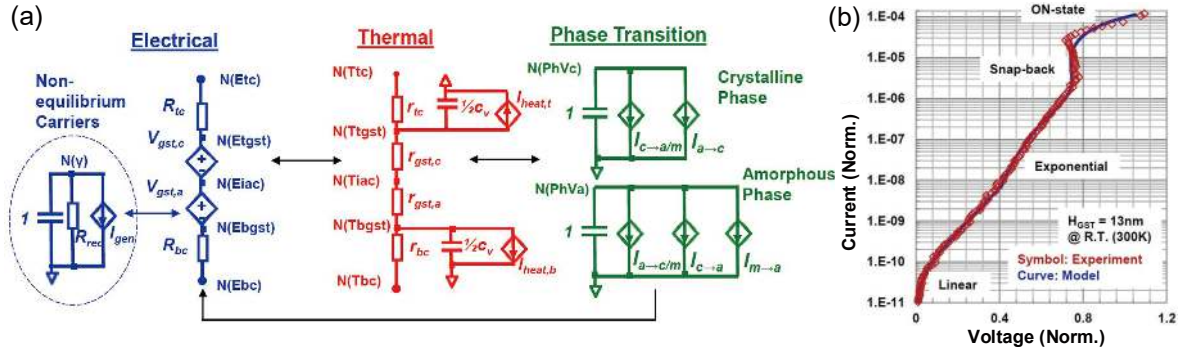 (a)
Electrical
Thermal
Phase Transition
Non-
equilibrium
Carriers
N(γ)
1
R_rec
I_gen
N(Etc)
R_tc
V_gst,c
N(Etgst)
N(Eiac)
V_gst,a
N(Ebgst)
R_bc
N(Ebc)
N(Ttc)
r_tc
½c_v
I_heat,t
N(Ttgst)
r_gst,c
N(Tiac)
r_gst,a
N(Tbgst)
r_bc
½c_v
I_heat,b
N(Tbc)
N(PhVc)
Crystalline
Phase
1
I_c→a/m
I_a→c
N(PhVa)
Amorphous
Phase
1
I_a→c/m
I_c→a
I_m→a
(b)
Current (Norm.)
1.E-04
1.E-05
1.E-06
1.E-07
1.E-08
1.E-09
1.E-10
1.E-11
ON-state
Snap-back
Exponential
H_GST = 13nm
@ R.T. (300K)
Symbol: Experiment
Curve: Model
Linear
0 0.4 0.8 1.2
Voltage (Norm.)